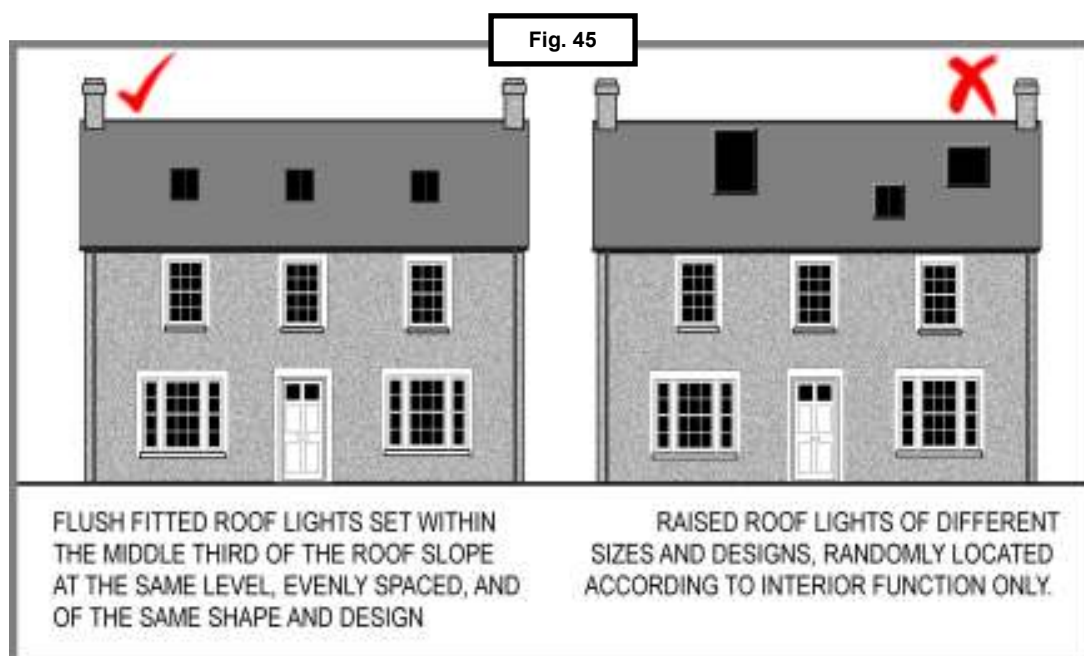 Fig. 45
FLUSH FITTED ROOF LIGHTS SET WITHIN
THE MIDDLE THIRD OF THE ROOF SLOPE
AT THE SAME LEVEL, EVENLY SPACED, AND
OF THE SAME SHAPE AND DESIGN
RAISED ROOF LIGHTS OF DIFFERENT
SIZES AND DESIGNS, RANDOMLY LOCATED
ACCORDING TO INTERIOR FUNCTION ONLY.